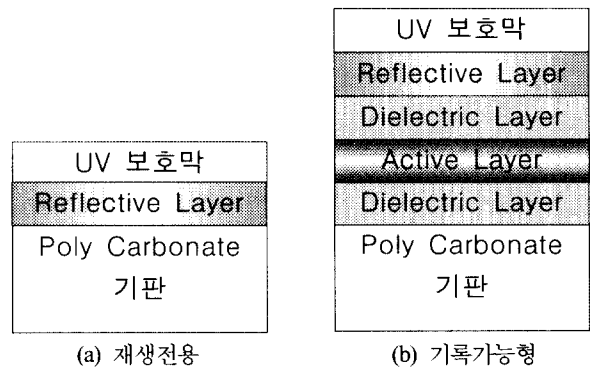 UV 보호막
Reflective Layer
Poly Carbonate
기판
(a) 재생전용
UV 보호막
Reflective Layer
Dielectric Layer
Active Layer
Dielectric Layer
Poly Carbonate
기판
(b) 기록가능형